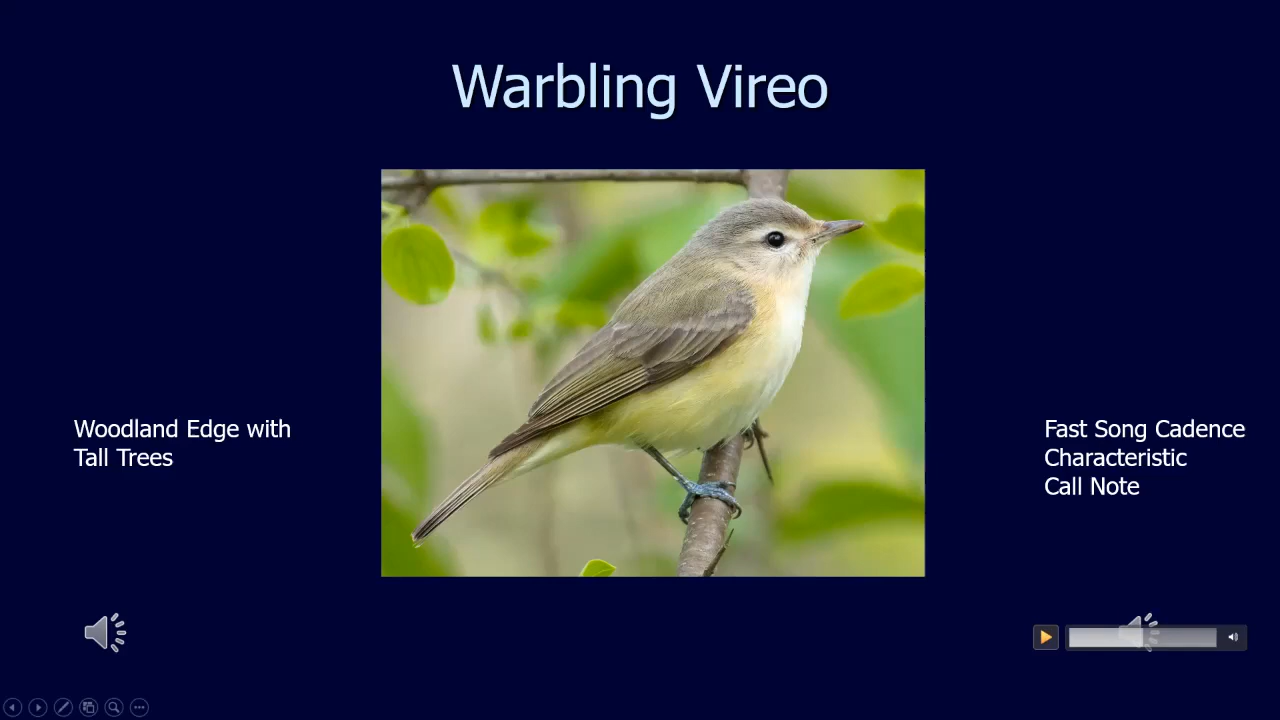 Warbling Vireo
Woodland Edge with
Tall Trees
Fast Song Cadence
Characteristic
Call Note